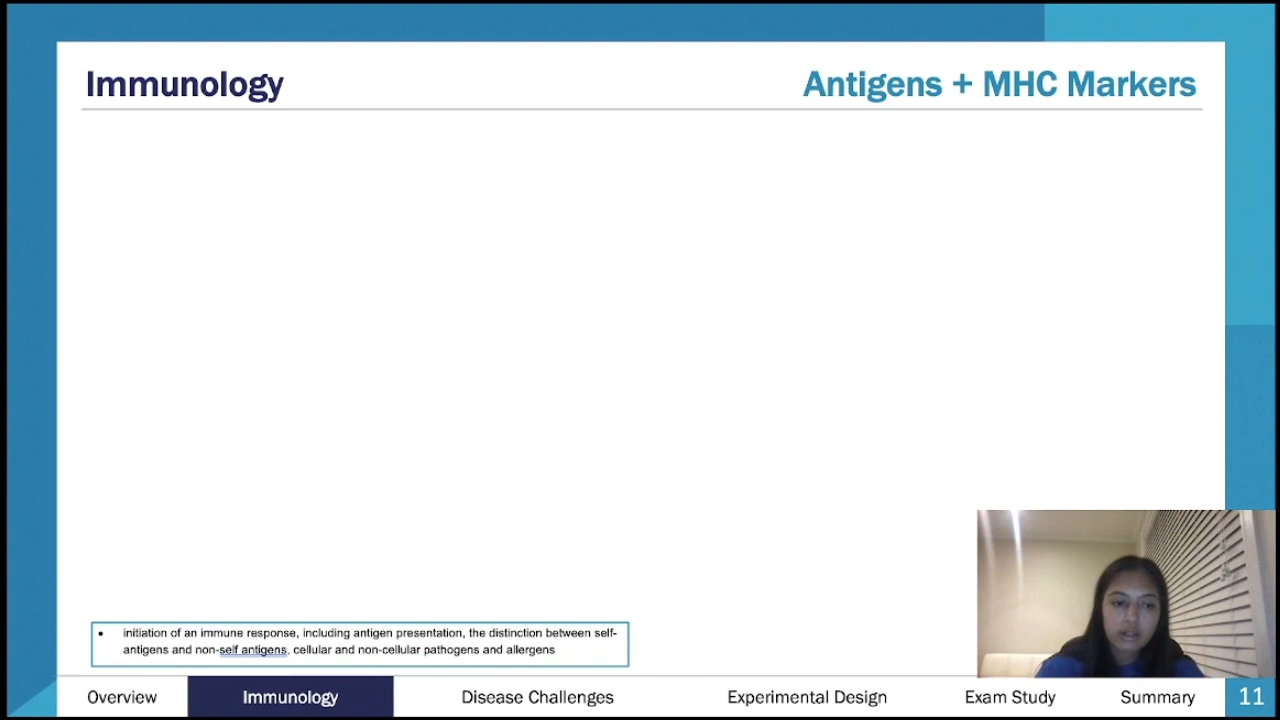 Immunology
Antigens + MHC Markers
• initiation of an immune response, including antigen presentation, the distinction between self-
antigens and non-self antigens, cellular and non-cellular pathogens and allergens
Overview
Immunology
Disease Challenges
Experimental Design
Exam Study
Summary
11